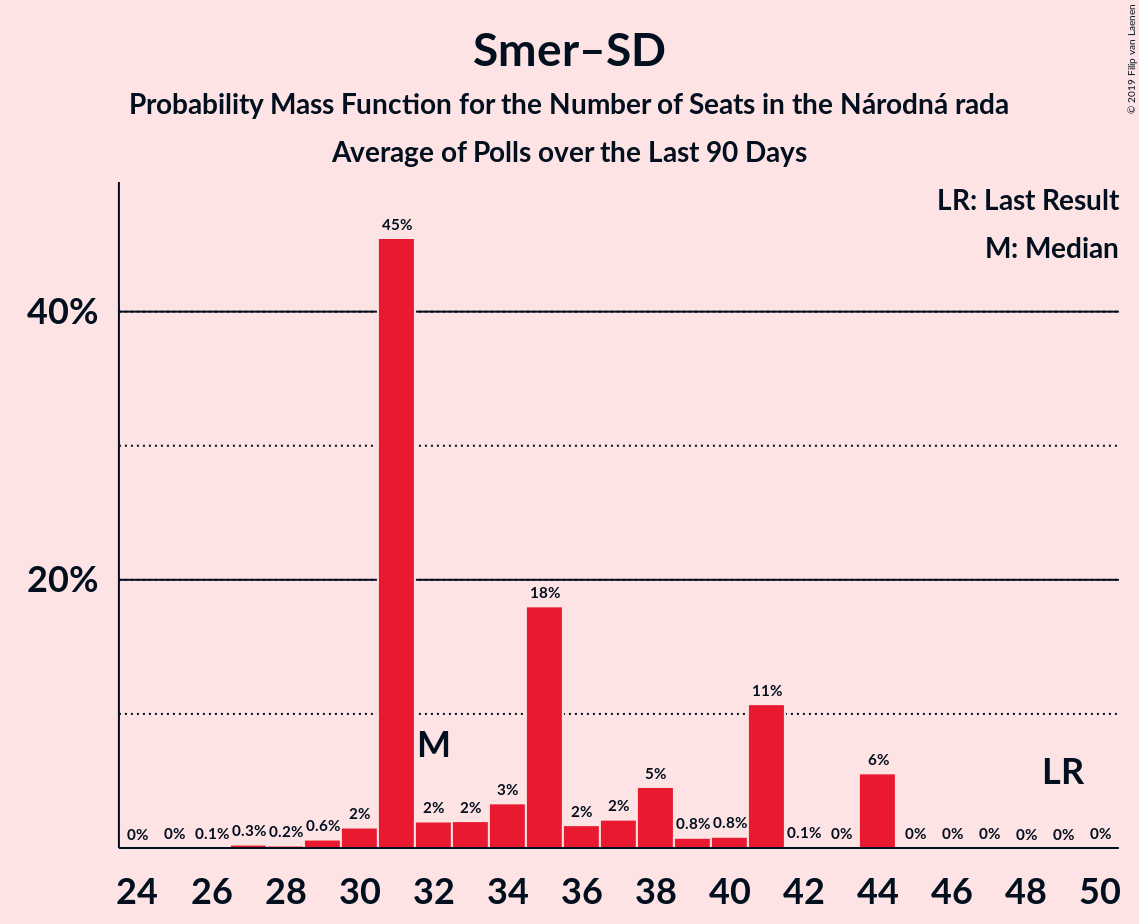 Smer–SD
Probability Mass Function for the Number of Seats in the Národná rada
Average of Polls over the Last 90 Days
© 2019 Filip van Laenen
LR: Last Result
M: Median
40%
20%
0% 0% 0.1% 0.3% 0.2% 0.6% 2% 45% 2% 2% 3% 18% 2% 2% 5% 0.8% 0.8% 11% 0.1% 0% 6% 0% 0% 0% 0% 0% 0%
M
LR
24 26 28 30 32 34 36 38 40 42 44 46 48 50